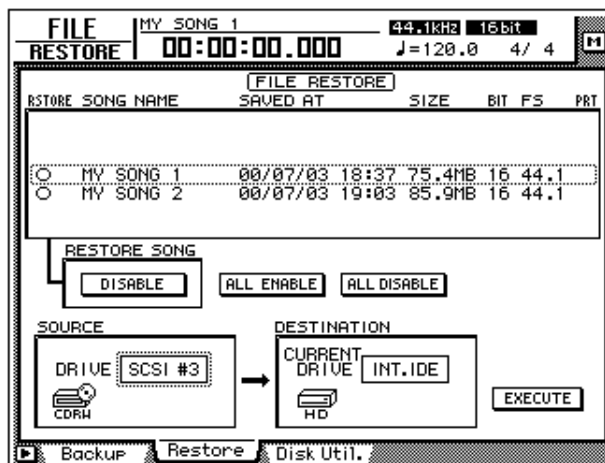 FILE
RESTORE
MY SONG 1
00:00:00.000
44.1kHz 16bit
♩=120.0 4/ 4
M
FILE RESTORE
RSTORE SONG NAME SAVED AT SIZE BIT FS PRT
MY SONG 1 00/07/03 18:37 75.4MB 16 44.1
MY SONG 2 00/07/03 19:03 85.9MB 16 44.1
RESTORE SONG
DISABLE ALL ENABLE ALL DISABLE
SOURCE
DRIVE SCSI #3
CDRW
DESTINATION
CURRENT
DRIVE INT.IDE
HD
EXECUTE
Backup Restore Disk Util.